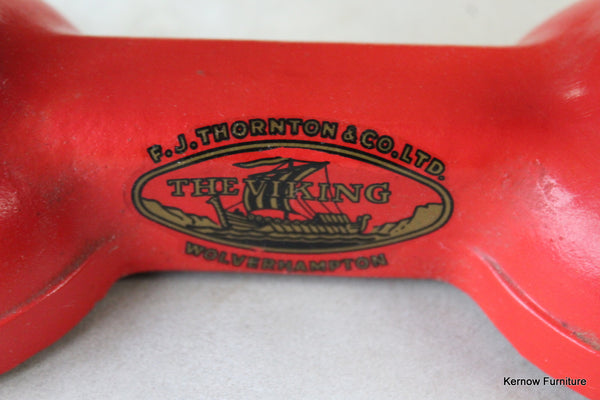 F.J. THORNTON & CO. LTD.
THE VIKING
WOLVERHAMPTON
Kernow Furniture